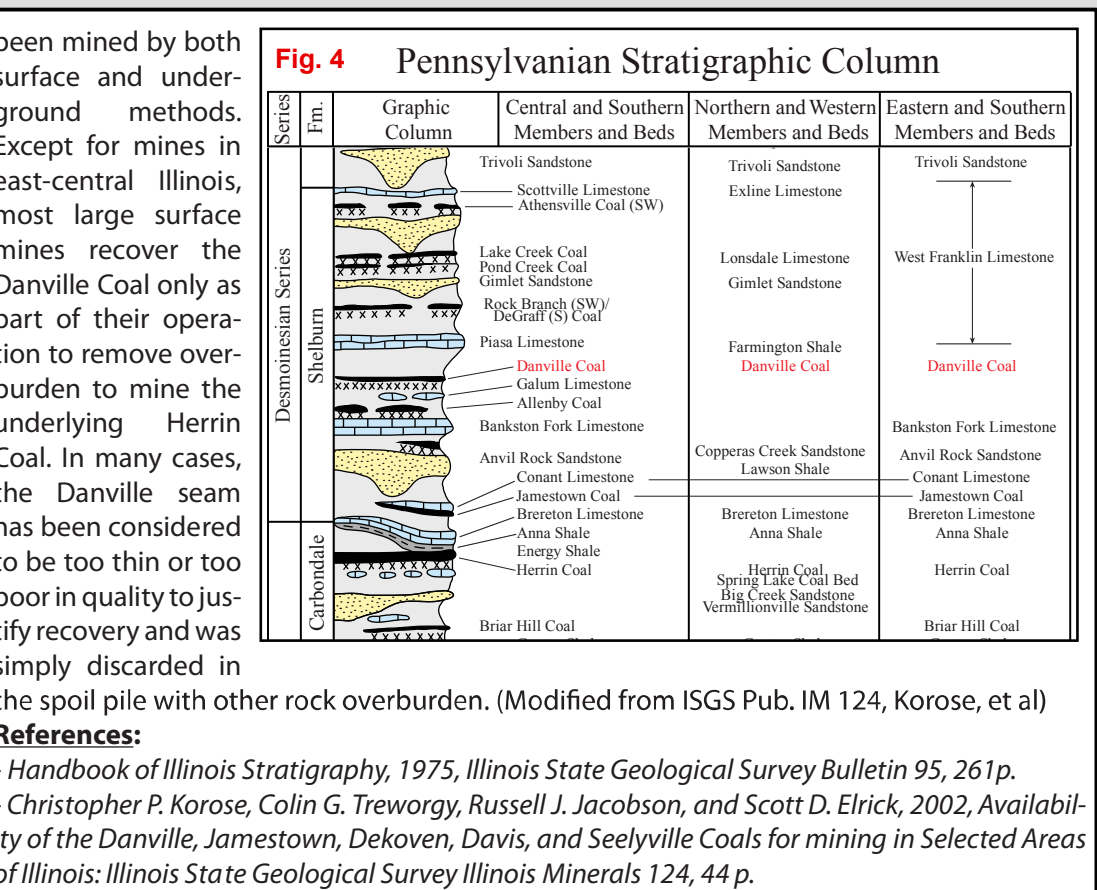 been mined by both
surface and under-
ground methods.
Except for mines in
east-central Illinois,
most large surface
mines recover the
Danville Coal only as
part of their opera-
tion to remove over-
burden to mine the
underlying Herrin
Coal. In many cases,
the Danville seam
has been considered
to be too thin or too
poor in quality to jus-
tify recovery and was
simply discarded in
the spoil pile with other rock overburden. (Modified from ISGS Pub. IM 124, Korose, et al)
Fig. 4 Pennsylvanian Stratigraphic Column
Series
Fm.
Graphic
Column
Central and Southern
Members and Beds
Northern and Western
Members and Beds
Eastern and Southern
Members and Beds
Desmoinesian Series
Shelburn
Carbondale
Trivoli Sandstone
Scottville Limestone
Athensville Coal (SW)
Lake Creek Coal
Pond Creek Coal
Gimlet Sandstone
Rock Branch (SW)/
DeGraff (S) Coal
Piasa Limestone
Danville Coal
Galum Limestone
Allenby Coal
Bankston Fork Limestone
Anvil Rock Sandstone
Conant Limestone
Jamestown Coal
Brereton Limestone
Anna Shale
Energy Shale
Herrin Coal
Briar Hill Coal
Trivoli Sandstone
Exline Limestone
Lonsdale Limestone
Gimlet Sandstone
Farmington Shale
Danville Coal
Copperas Creek Sandstone
Lawson Shale
Brereton Limestone
Anna Shale
Herrin Coal
Spring Lake Coal Bed
Big Creek Sandstone
Vermillionville Sandstone
Trivoli Sandstone
West Franklin Limestone
Danville Coal
Bankston Fork Limestone
Anvil Rock Sandstone
Conant Limestone
Jamestown Coal
Brereton Limestone
Anna Shale
Herrin Coal
Briar Hill Coal
References:
- Handbook of Illinois Stratigraphy, 1975, Illinois State Geological Survey Bulletin 95, 261p.
- Christopher P. Korose, Colin G. Treworgy, Russell J. Jacobson, and Scott D. Elrick, 2002, Availabil-
ty of the Danville, Jamestown, Dekoven, Davis, and Seelyville Coals for mining in Selected Areas
of Illinois: Illinois State Geological Survey Illinois Minerals 124, 44 p.